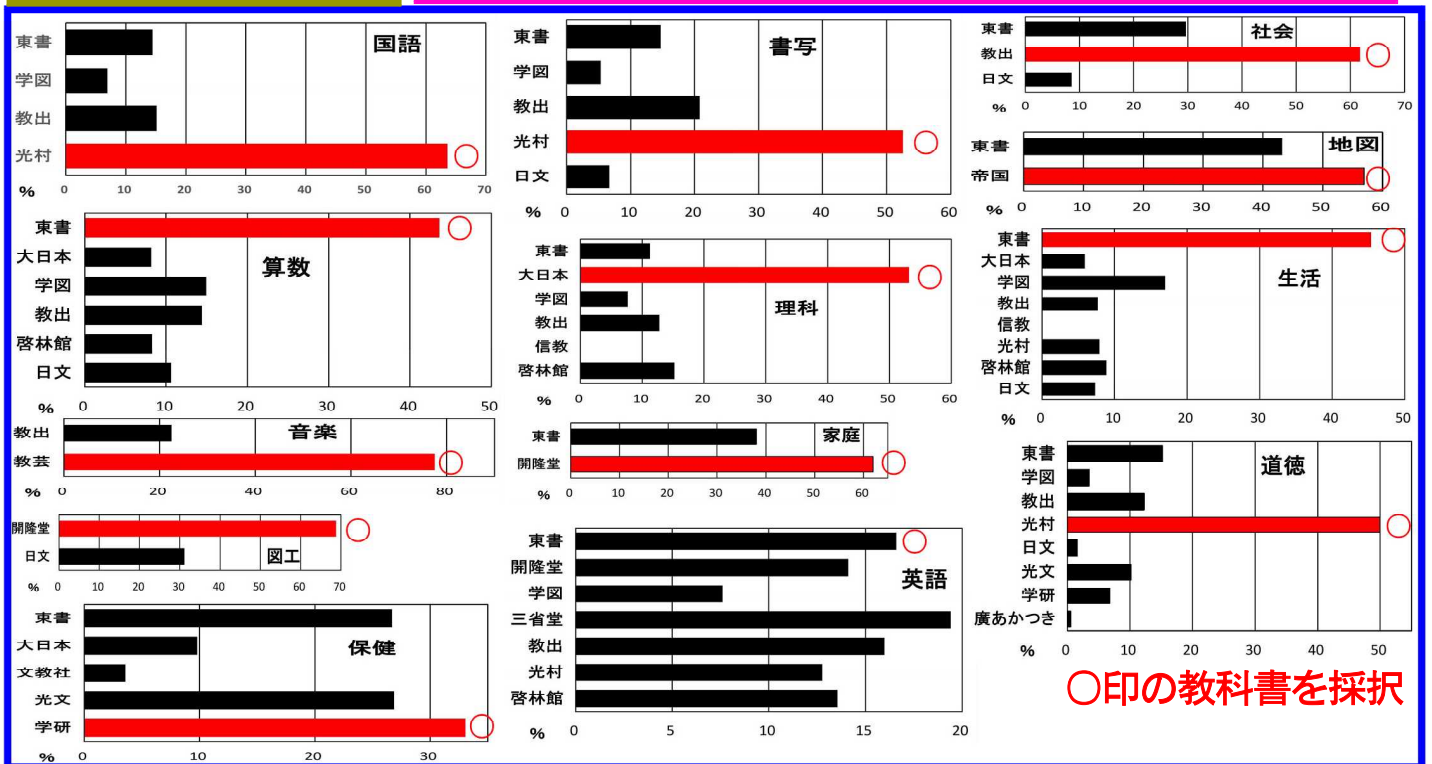 国語
東書
学図
教出
光村
% 0 10 20 30 40 50 60 70
書写
東書
学図
教出
光村
日文
% 0 10 20 30 40 50 60
社会
東書
教出
日文
% 0 10 20 30 40 50 60 70
地図
東書
帝国
% 0 10 20 30 40 50 60
算数
東書
大日本
学図
教出
啓林館
日文
% 0 10 20 30 40 50
理科
東書
大日本
学図
教出
信教
啓林館
% 0 10 20 30 40 50 60
生活
東書
大日本
学図
教出
信教
光村
啓林館
日文
% 0 10 20 30 40 50
音楽
教出
教芸
% 0 20 40 60 80
家庭
東書
開隆堂
% 0 10 20 30 40 50 60
道徳
東書
学図
教出
光村
日文
光文
学研
廣あかつき
% 0 10 20 30 40 50
図工
開隆堂
日文
% 0 10 20 30 40 50 60 70
英語
東書
開隆堂
学図
三省堂
教出
光村
啓林館
% 0 5 10 15 20
保健
東書
大日本
文教社
光文
学研
% 0 10 20 30
○印の教科書を採択